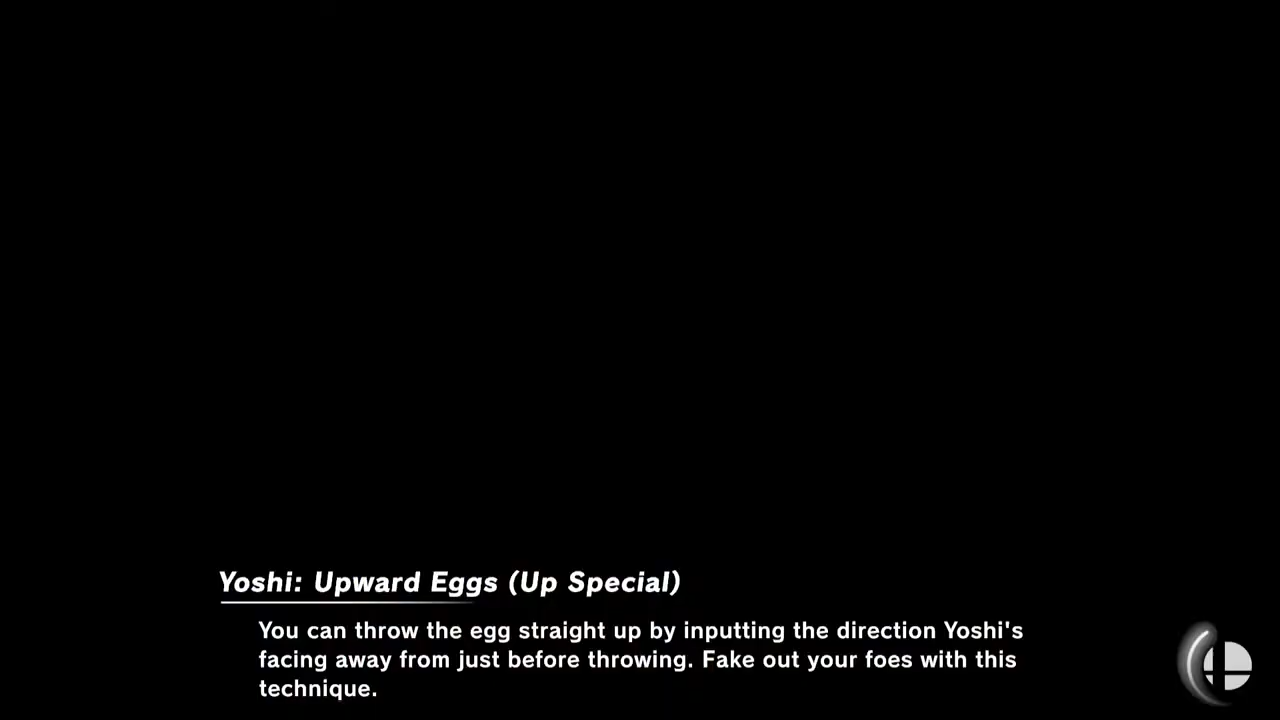 Yoshi: Upward Eggs (Up Special)
You can throw the egg straight up by inputting the direction Yoshi's
facing away from just before throwing. Fake out your foes with this
technique.